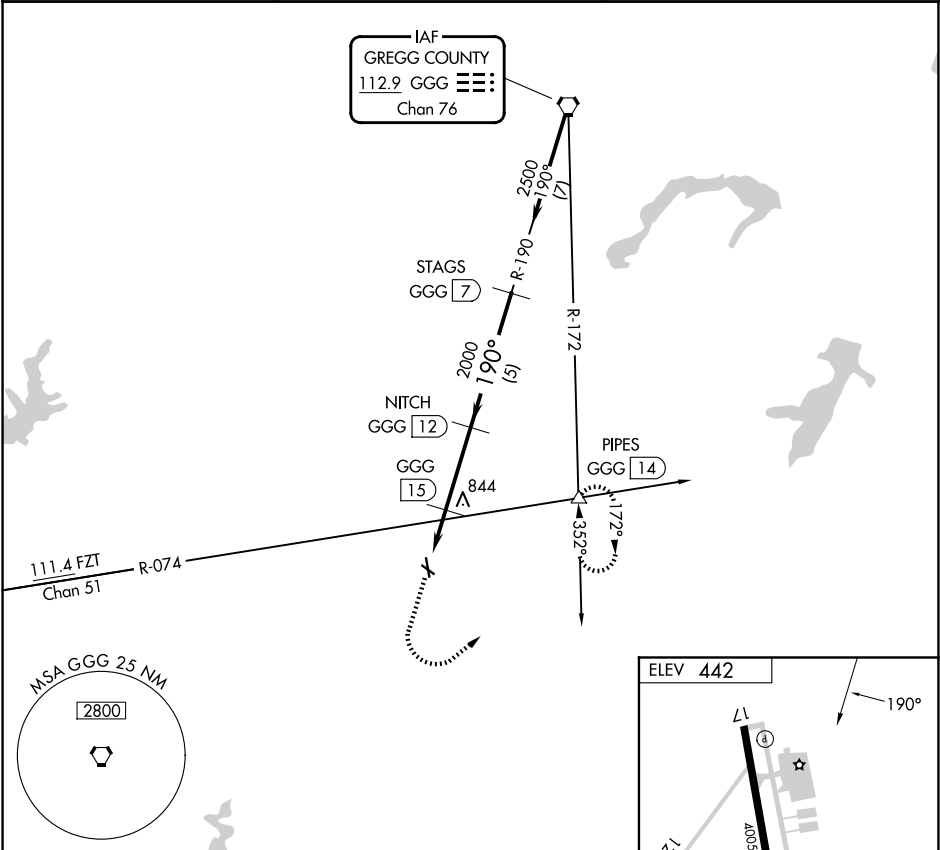 IAF
GREGG COUNTY
112.9 GGG
Chan 76
2500
190°
(7)
R-190
STAGS
GGG 7
R-172
2000
190°
(5)
NITCH
GGG 12
PIPES
GGG 14
GGG
15
844
172°
352°
111.4 FZT
R-074
Chan 51
MSA GGG 25 NM
2800
ELEV 442
190°
17
P
4005
12